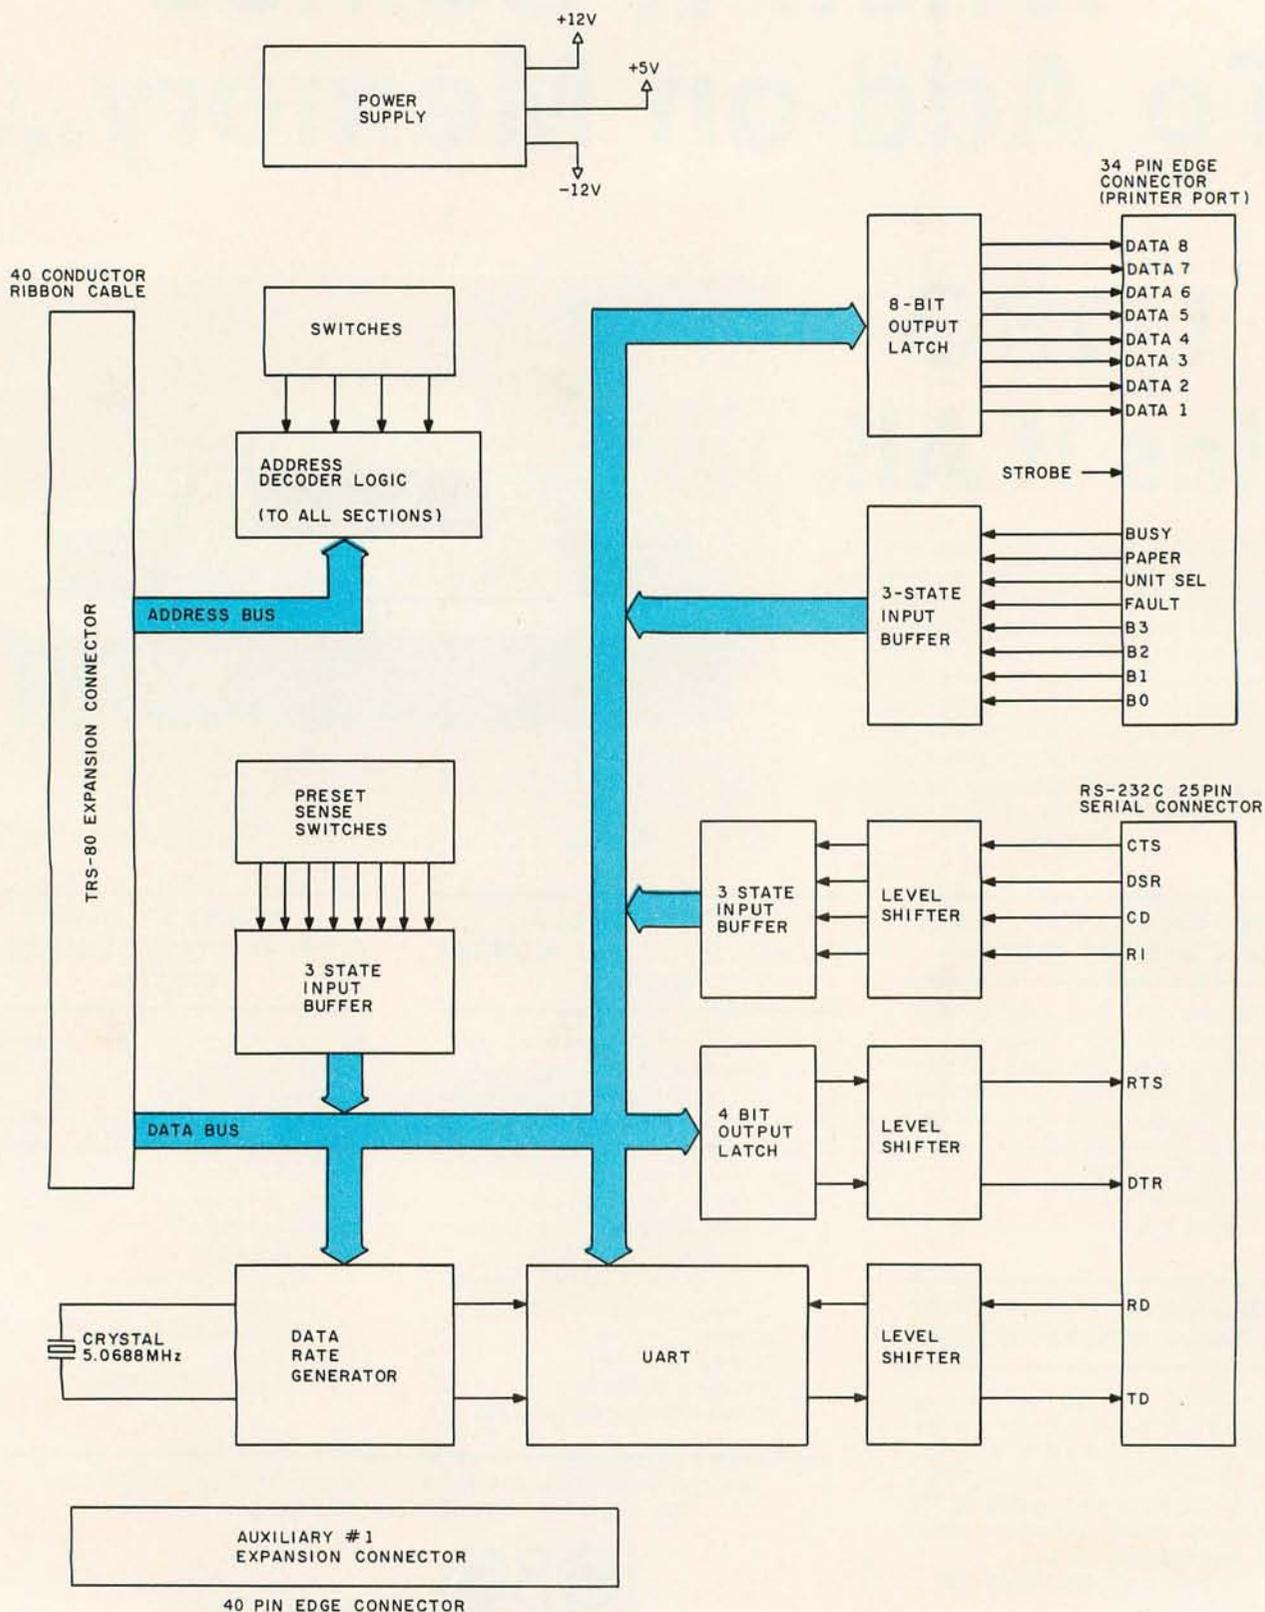 +12V
+5V
POWER
SUPPLY
-12V
34 PIN EDGE
CONNECTOR
(PRINTER PORT)
40 CONDUCTOR
RIBBON CABLE
SWITCHES
8-BIT
OUTPUT
LATCH
DATA 8
DATA 7
DATA 6
DATA 5
DATA 4
DATA 3
DATA 2
DATA 1
ADDRESS
DECODER LOGIC
(TO ALL SECTIONS)
STROBE
3-STATE
INPUT
BUFFER
BUSY
PAPER
UNIT SEL
FAULT
B3
B2
B1
B0
ADDRESS BUS
TRS-80 EXPANSION CONNECTOR
PRESET
SENSE
SWITCHES
RS-232C 25PIN
SERIAL CONNECTOR
3 STATE
INPUT
BUFFER
LEVEL
SHIFTER
CTS
DSR
CD
RI
3 STATE
INPUT
BUFFER
DATA BUS
4 BIT
OUTPUT
LATCH
LEVEL
SHIFTER
RTS
DTR
CRYSTAL
5.0688MHz
DATA
RATE
GENERATOR
UART
LEVEL
SHIFTER
RD
TD
AUXILIARY #1
EXPANSION CONNECTOR
40 PIN EDGE CONNECTOR